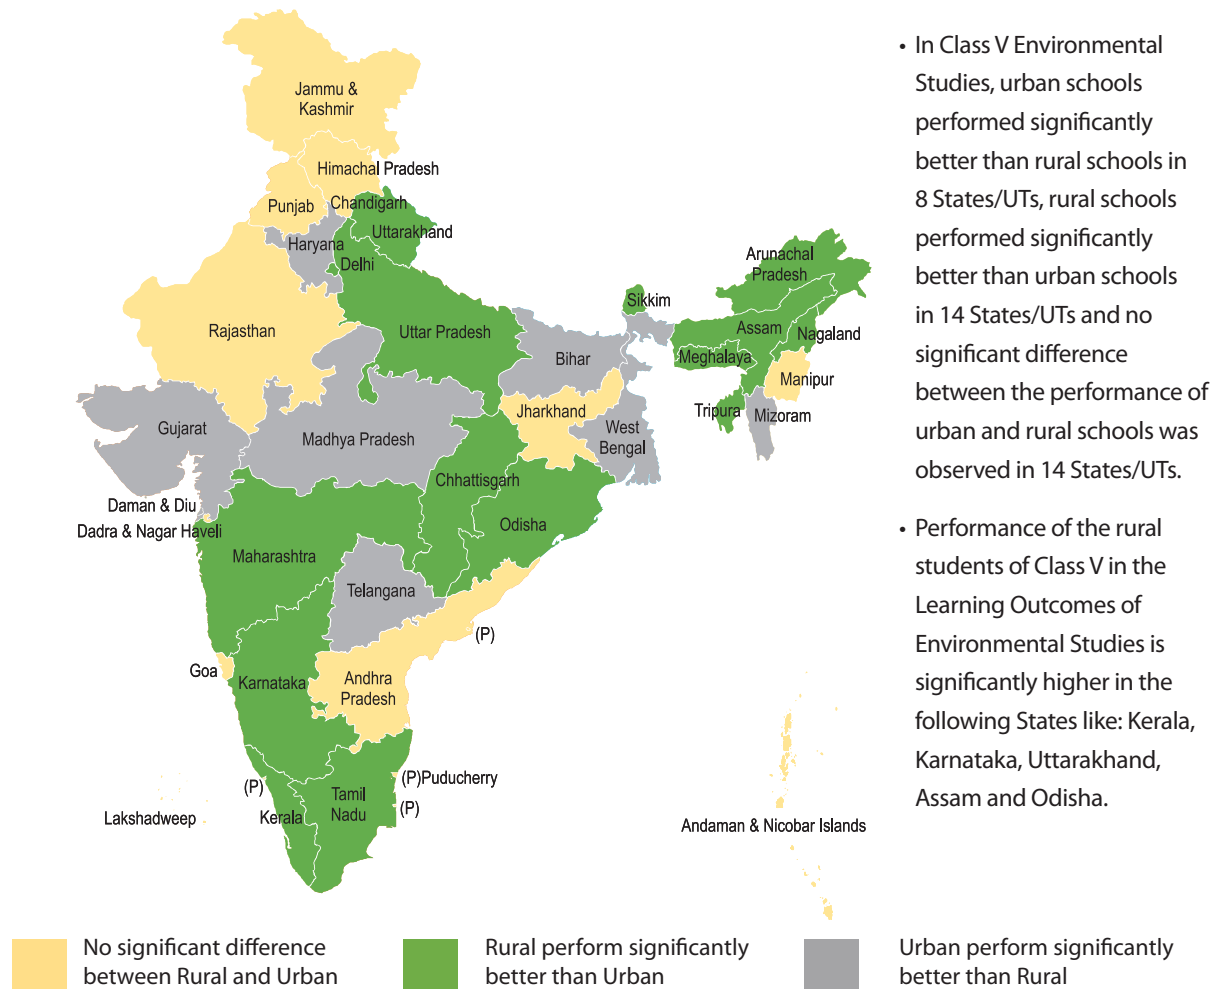 Jammu &
Kashmir
Himachal Pradesh
Punjab
Chandigarh
Uttarakhand
Haryana
Delhi
Arunachal
Pradesh
Sikkim
Rajasthan
Uttar Pradesh
Assam
Nagaland
Bihar
Meghalaya
Manipur
Jharkhand
Tripura
Mizoram
Gujarat
Madhya Pradesh
West
Bengal
Chhattisgarh
Daman & Diu
Dadra & Nagar Haveli
Odisha
Maharashtra
Telangana
(P)
Goa
Karnataka
Andhra
Pradesh
(P)
(P)Puducherry
Tamil
Nadu
(P)
Lakshadweep
Kerala
Andaman & Nicobar Islands
• In Class V Environmental
Studies, urban schools
performed significantly
better than rural schools in
8 States/UTs, rural schools
performed significantly
better than urban schools
in 14 States/UTs and no
significant difference
between the performance of
urban and rural schools was
observed in 14 States/UTs.
• Performance of the rural
students of Class V in the
Learning Outcomes of
Environmental Studies is
significantly higher in the
following States like: Kerala,
Karnataka, Uttarakhand,
Assam and Odisha.
No significant difference
between Rural and Urban
Rural perform significantly
better than Urban
Urban perform significantly
better than Rural